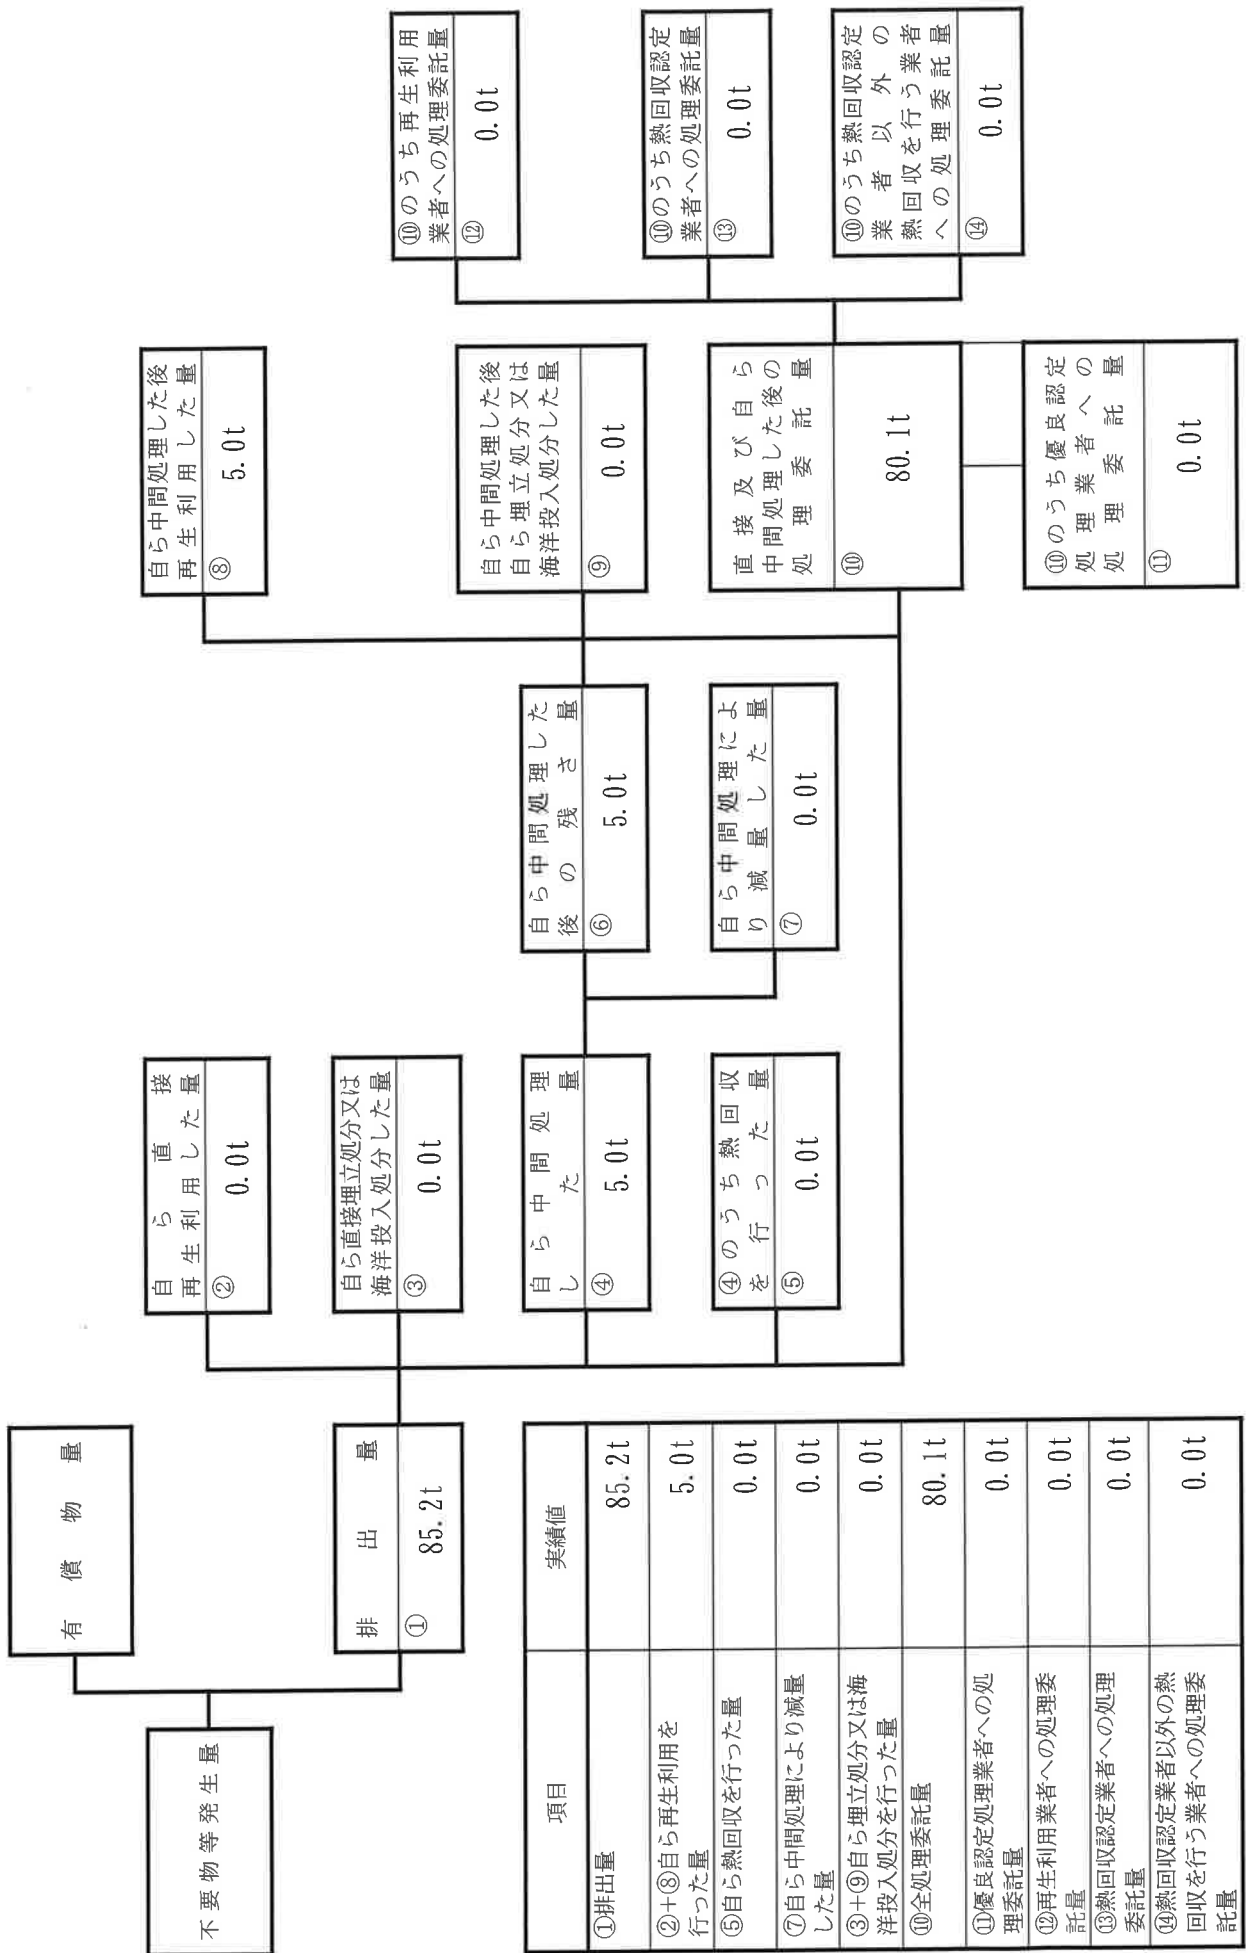 不要物等発生量
有償物量
排出量
①
85.2t
自ら直接
再生利用した量
②
0.0t
自ら直接埋立処分又は
海洋投入処分した量
③
0.0t
自ら中間処理
した量
④
5.0t
④のうち熱回収
を行った量
⑤
0.0t
自ら中間処理した
後の残さ量
⑥
5.0t
自ら中間処理によ
り減量した量
⑦
0.0t
自ら中間処理した後
再生利用した量
⑧
5.0t
自ら中間処理した後
自ら埋立処分又は
海洋投入処分した量
⑨
0.0t
直接及び自ら
中間処理した後の
処理委託量
⑩
80.1t
⑩のうち優良認定
処理業者への
処理委託量
⑪
0.0t
⑩のうち再生利用
業者への処理委託量
⑫
0.0t
⑩のうち熱回収認定
業者への処理委託量
⑬
0.0t
⑩のうち熱回収認定
業者以外の
熱回収を行う業者
への処理委託量
⑭
0.0t
項目 実績値
①排出量 85.2t
②+⑧自ら再生利用を
行った量 5.0t
⑤自ら熱回収を行った量 0.0t
⑦自ら中間処理により減量
した量 0.0t
③+⑨自ら埋立処分又は海
洋投入処分を行った量 0.0t
⑩全処理委託量 80.1t
⑪優良認定処理業者への処
理委託量 0.0t
⑫再生利用業者への処理委
託量 0.0t
⑬熱回収認定業者への処理
委託量 0.0t
⑭熱回収認定業者以外の熱
回収を行う業者への処理委
託量 0.0t